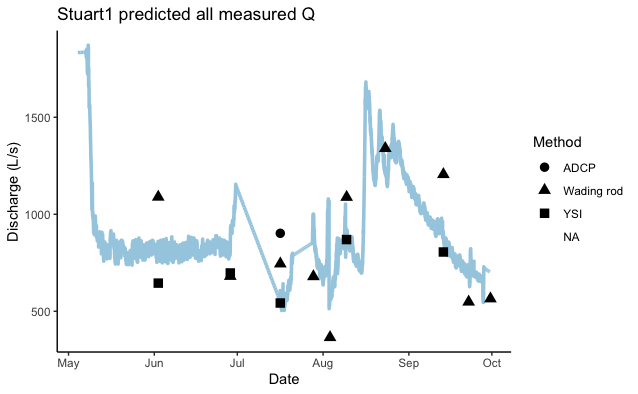 Stuart1 predicted all measured Q
Discharge (L/s)
1500
1000
500
May Jun Jul Aug Sep Oct
Date
Method
ADCP
Wading rod
YSI
NA